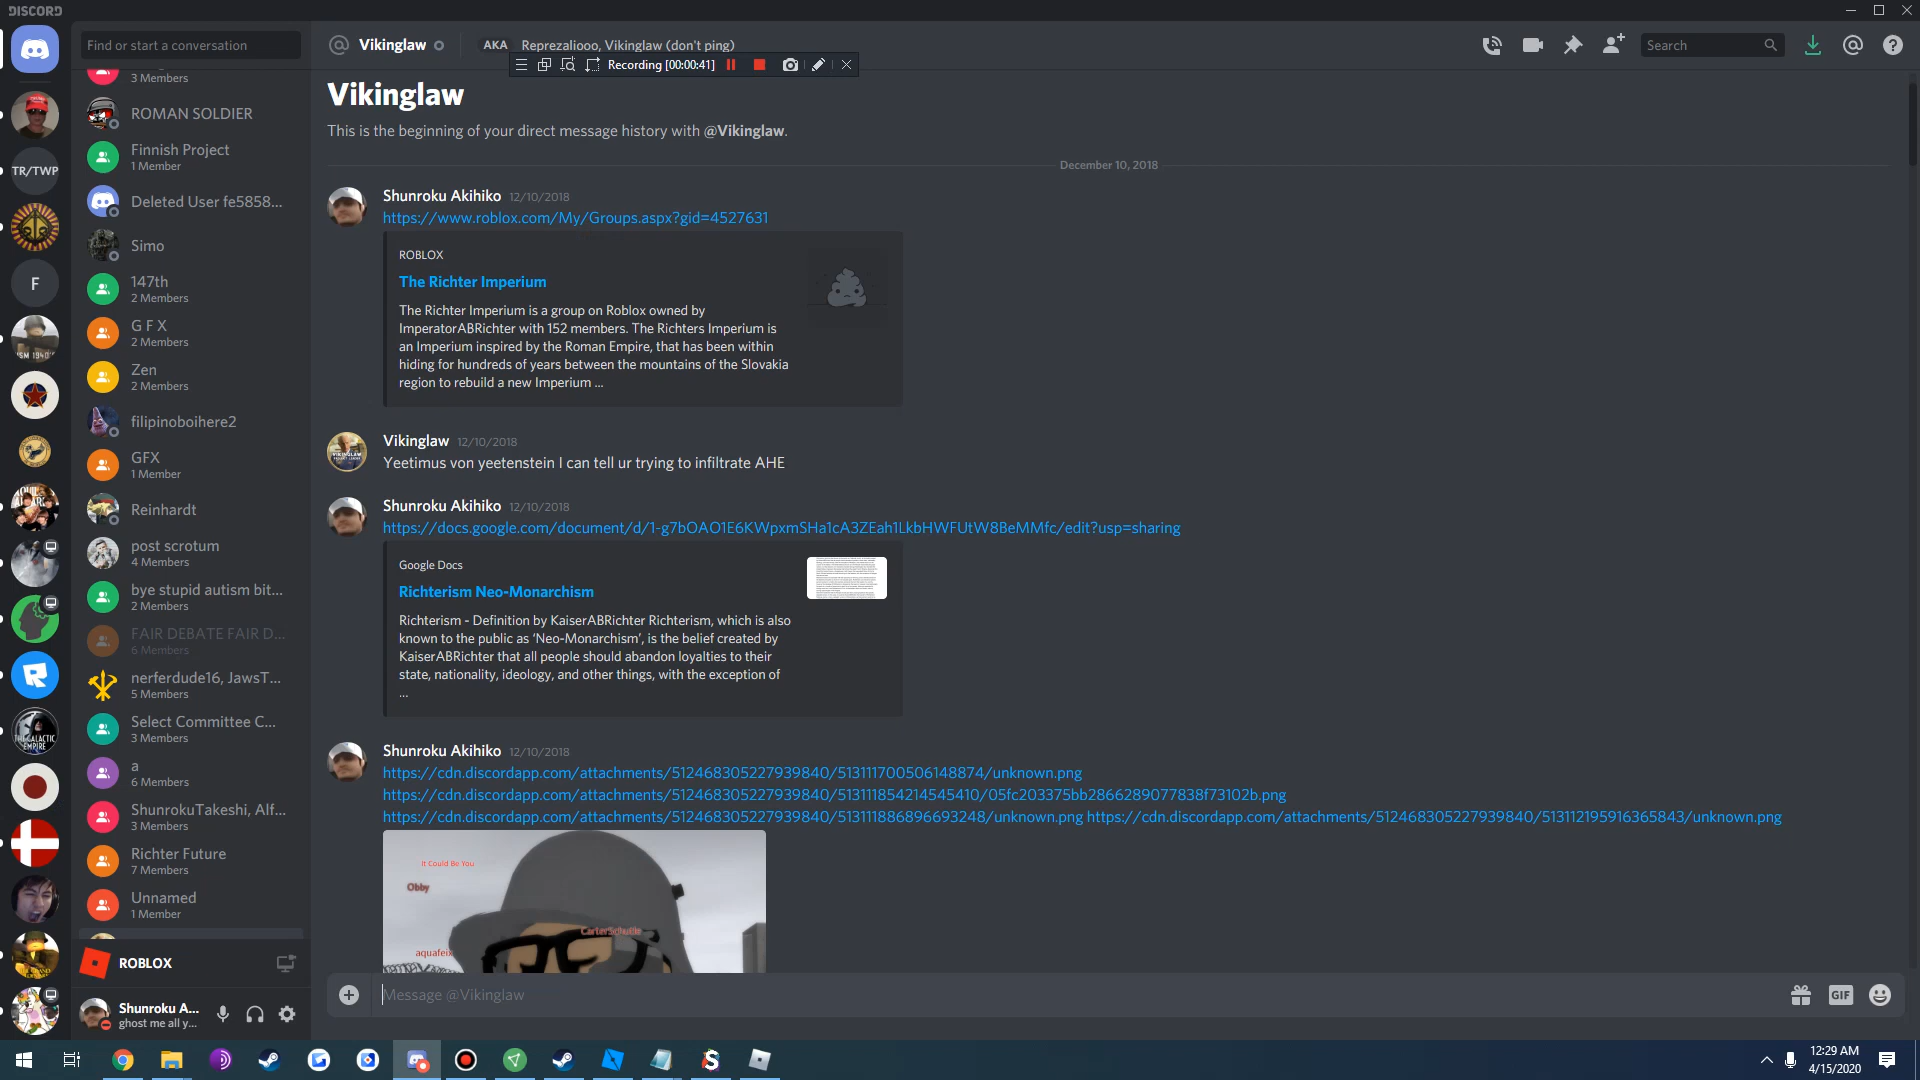 DISCORD
Find or start a conversation
Vikinglaw
AKA
Reprezaliooo, Vikinglaw (don't ping)
Search
Recording [00:00:41]
3 Members
ROMAN SOLDIER
Finnish Project
1 Member
Deleted User fe5858...
Simo
147th
2 Members
G F X
2 Members
Zen
2 Members
filipinoboihere2
GFX
1 Member
Reinhardt
post scrotum
4 Members
bye stupid autism bit...
2 Members
FAIR DEBATE FAIR D...
6 Members
nerferdude16, JawsT...
5 Members
Select Committee C...
3 Members
a
6 Members
ShunrokuTakeshi, Alf...
3 Members
Richter Future
7 Members
Unnamed
1 Member
ROBLOX
Shunroku A...
ghost me all y...
TR/TWP
F
THE GALACTIC
EMPIRE
Vikinglaw
This is the beginning of your direct message history with @Vikinglaw.
December 10, 2018
Shunroku Akihiko 12/10/2018
https://www.roblox.com/My/Groups.aspx?gid=4527631
ROBLOX
The Richter Imperium
The Richter Imperium is a group on Roblox owned by
ImperatorABRichter with 152 members. The Richters Imperium is
an Imperium inspired by the Roman Empire, that has been within
hiding for hundreds of years between the mountains of the Slovakia
region to rebuild a new Imperium ...
Vikinglaw 12/10/2018
Yeetimus von yeetenstein I can tell ur trying to infiltrate AHE
Shunroku Akihiko 12/10/2018
https://docs.google.com/document/d/1-g7bOAO1E6KWpxmSHa1cA3ZEah1LkbHWFUtW8BeMMfc/edit?usp=sharing
Google Docs
Richterism Neo-Monarchism
Richterism - Definition by KaiserABRichter Richterism, which is also
known to the public as 'Neo-Monarchism', is the belief created by
KaiserABRichter that all people should abandon loyalties to their
state, nationality, ideology, and other things, with the exception of
...
Shunroku Akihiko 12/10/2018
https://cdn.discordapp.com/attachments/512468305227939840/513111700506148874/unknown.png
https://cdn.discordapp.com/attachments/512468305227939840/513111854214545410/05fc203375bb2866289077838f73102b.png
https://cdn.discordapp.com/attachments/512468305227939840/513111886896693248/unknown.png https://cdn.discordapp.com/attachments/512468305227939840/513112195916365843/unknown.png
It Could Be You
Obby
CarterSchuttle
aquafeix
Message @Vikinglaw
GIF
12:29 AM
4/15/2020